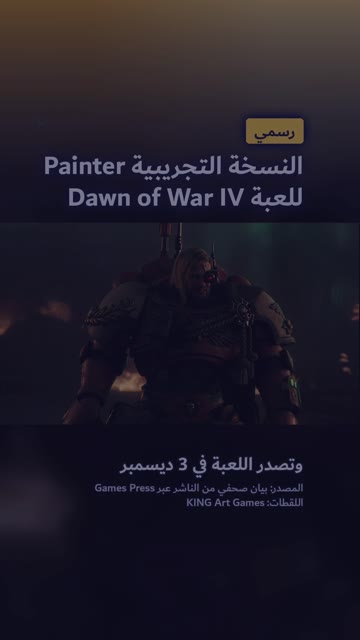 رسمي
النسخة التجريبية Painter
للعبة Dawn of War IV
وتصدر اللعبة في 3 ديسمبر
المصدر: بيان صحفي من الناشر عبر Games Press
اللقطات: KING Art Games